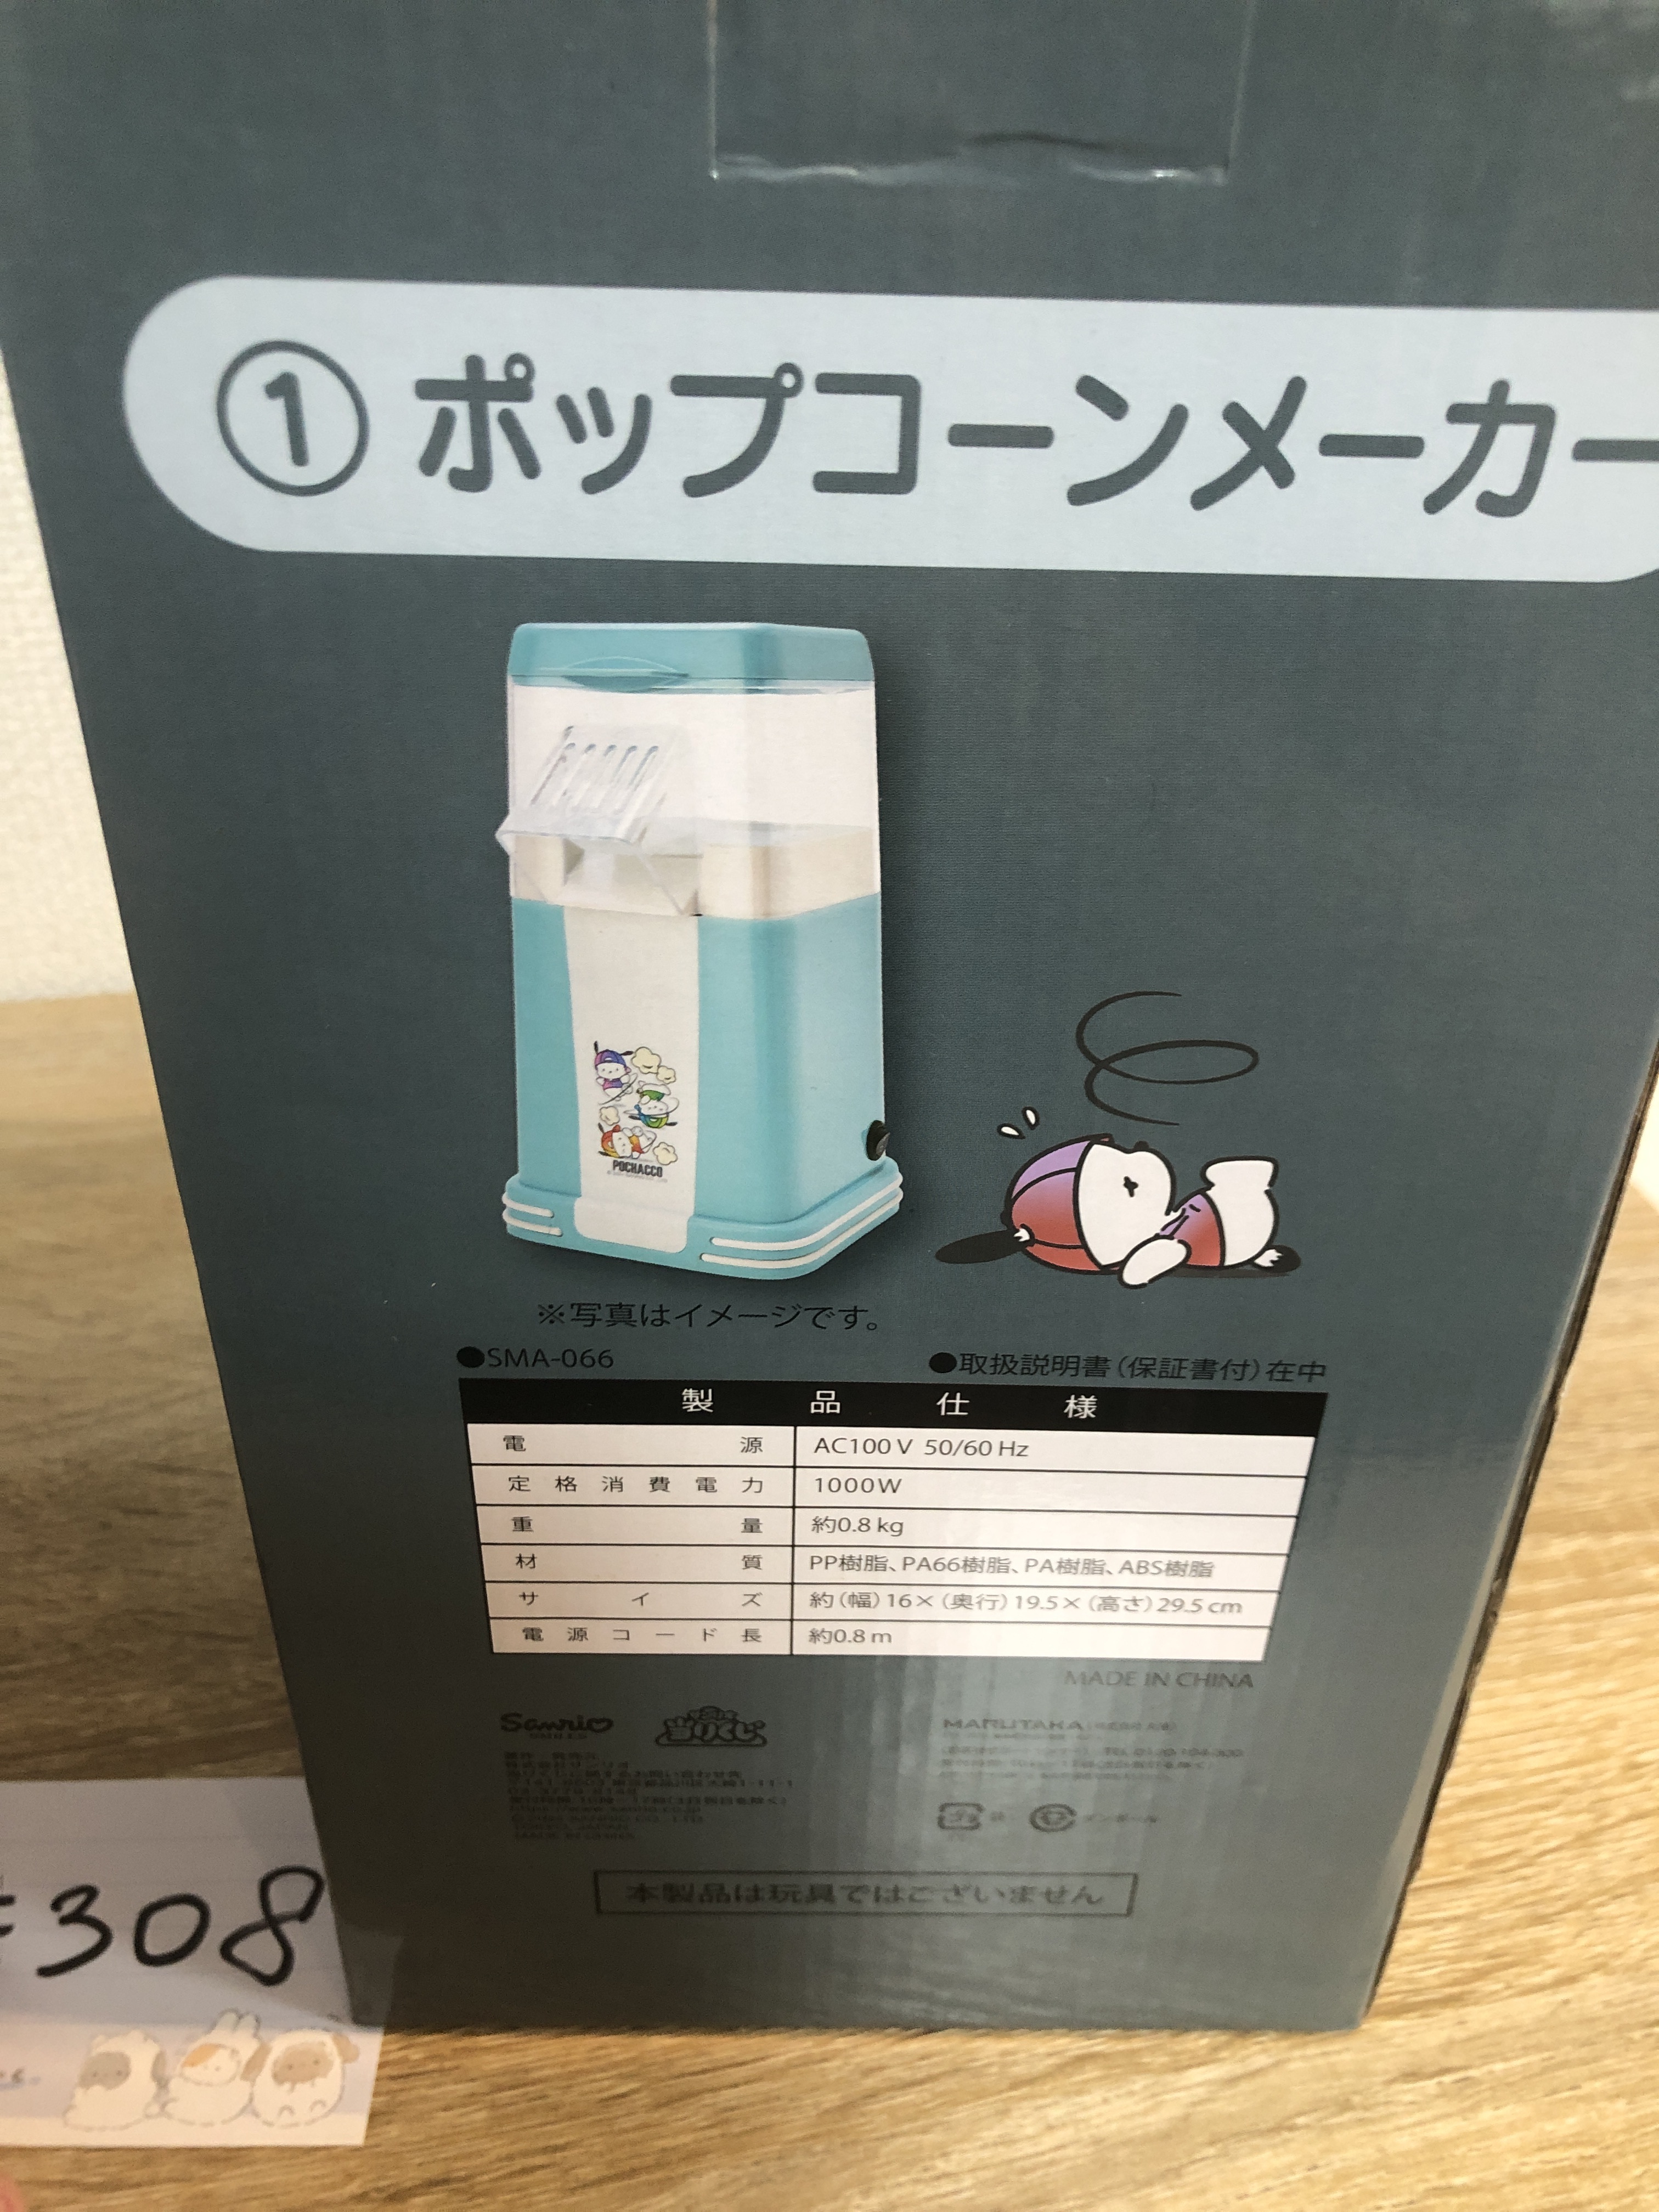 ① ポップコーンメーカー
POCHACCO
※写真はイメージです。
●SMA-066
●取扱説明書(保証書付)在中
製品仕様
電源 AC100V 50/60Hz
定格消費電力 1000W
重量 約0.8kg
材質 PP樹脂、PA66樹脂、PA樹脂、ABS樹脂
サイズ 約(幅)16×(奥行)19.5×(高さ)29.5cm
電源コード長 約0.8m
MADE IN CHINA
Sanrio
当りくじ
MARUTAKA
本製品は玩具ではございません
308